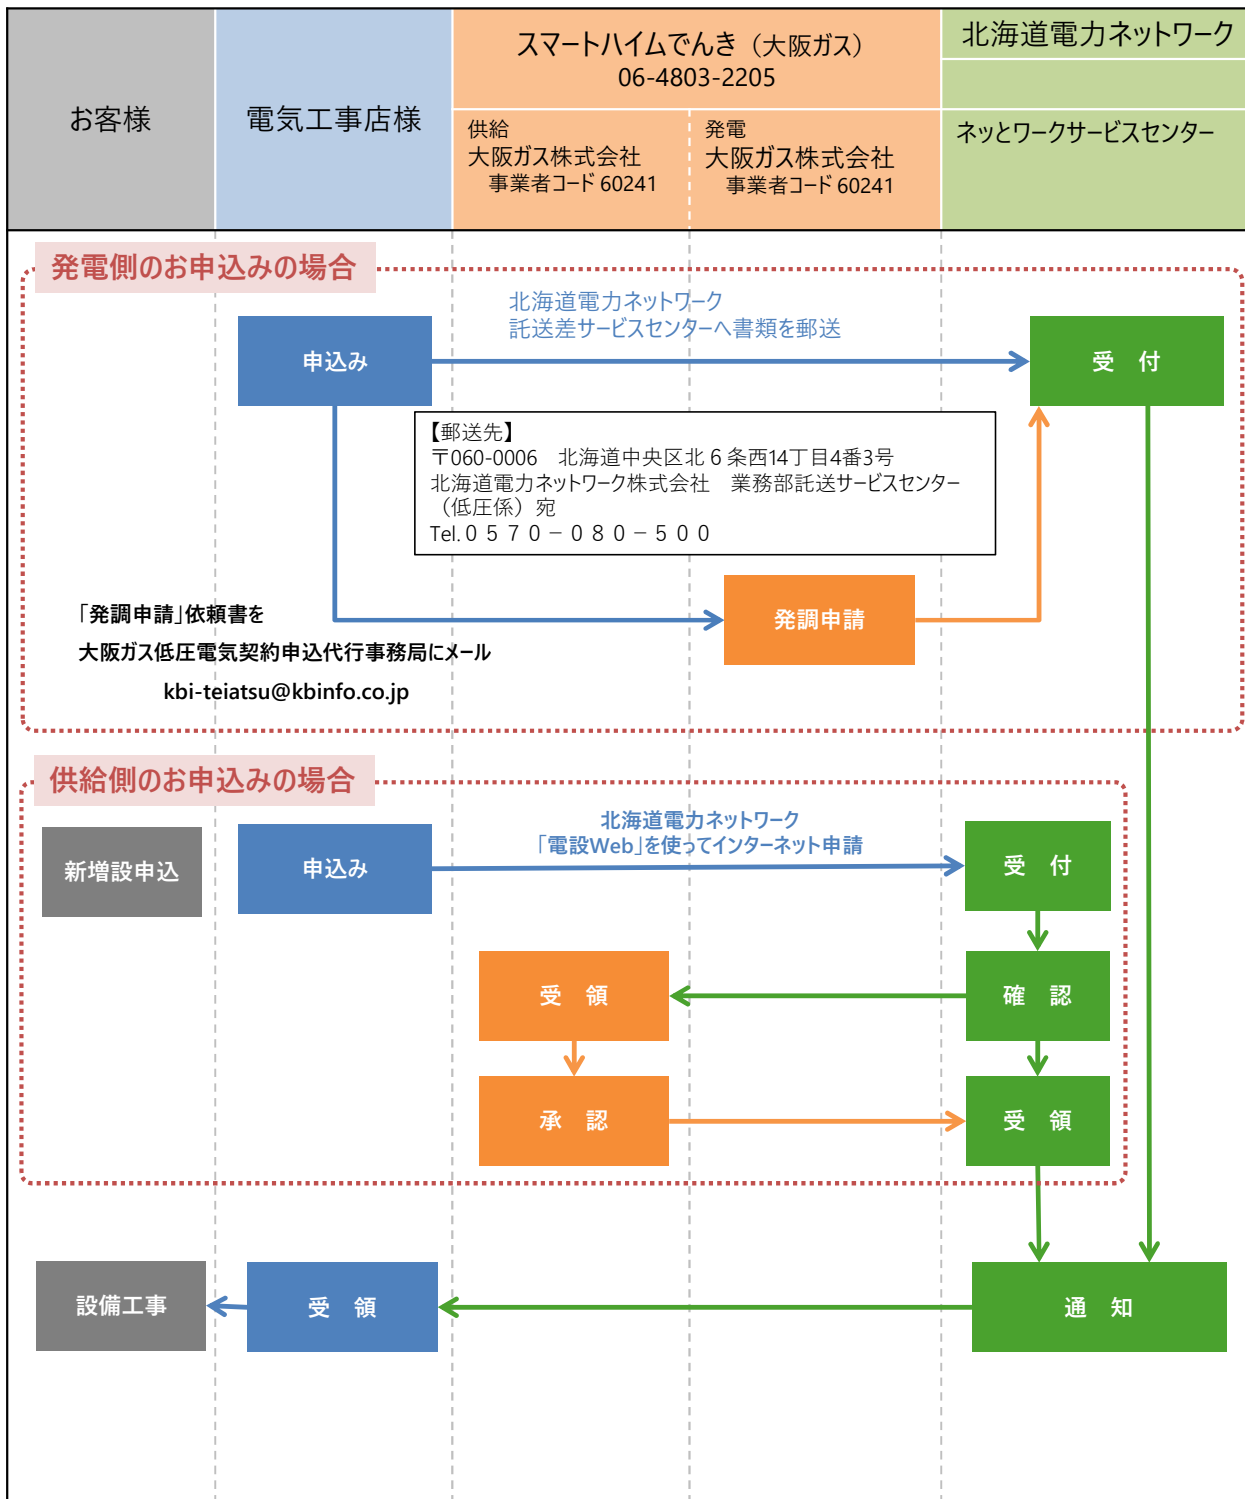 お客様
電気工事店様
スマートハイムでんき（大阪ガス）
06-4803-2205
供給
大阪ガス株式会社
事業者コード 60241
発電
大阪ガス株式会社
事業者コード 60241
北海道電力ネットワーク
ネッとワークサービスセンター
発電側のお申込みの場合
北海道電力ネットワーク
託送差サービスセンターへ書類を郵送
申込み
受　付
【郵送先】
〒060-0006　北海道中央区北６条西14丁目4番3号
北海道電力ネットワーク株式会社　業務部託送サービスセンター
（低圧係）宛
Tel.０５７０－０８０－５００
発調申請
「発調申請」依頼書を
大阪ガス低圧電気契約申込代行事務局にメール
kbi-teiatsu@kbinfo.co.jp
供給側のお申込みの場合
北海道電力ネットワーク
「電設Web」を使ってインターネット申請
新増設申込
申込み
受　付
受　領
確　認
承　認
受　領
設備工事
受　領
通　知